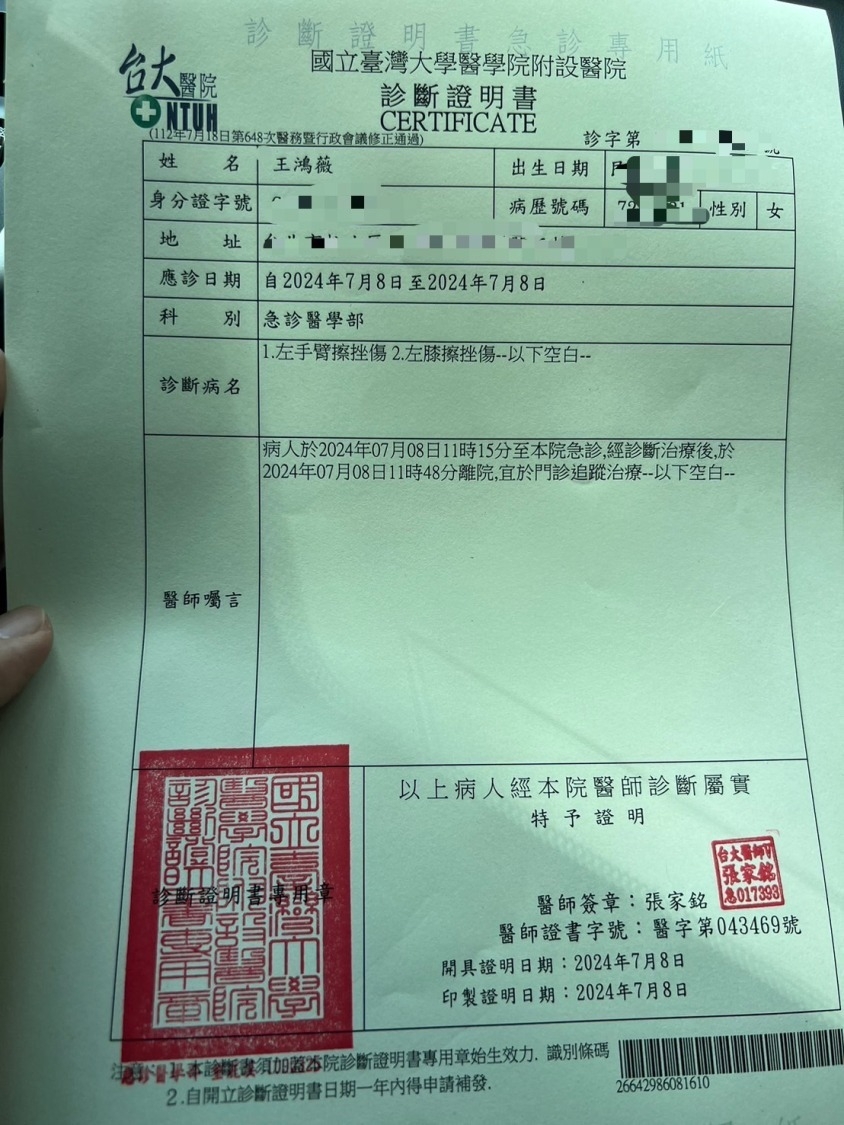 診斷證明書急診專用紙
台大醫院
NTUH
國立臺灣大學醫學院附設醫院
診斷證明書
CERTIFICATE
(112年7月18日第648次醫務暨行政會議修正通過)
診字第
姓名 王鴻薇 出生日期
身分證字號 病歷號碼 性別 女
地址
應診日期 自2024年7月8日至2024年7月8日
科別 急診醫學部
診斷病名 1.左手臂擦挫傷 2.左膝擦挫傷--以下空白--
病人於2024年07月08日11時15分至本院急診,經診斷治療後,於
2024年07月08日11時48分離院,宜於門診追蹤治療--以下空白--
醫師囑言
以上病人經本院醫師診斷屬實
特予證明
國立臺灣大學
醫學院附設醫院
診斷證明書專用章
診斷證明書專用章
台大醫師
張家銘
急017393
醫師簽章：張家銘
醫師證書字號：醫字第043469號
開具證明日期：2024年7月8日
印製證明日期：2024年7月8日
1.本診斷書須加蓋本院診斷證明書專用章始生效力. 識別條碼
2.自開立診斷證明書日期一年內得申請補發.
26642986081610